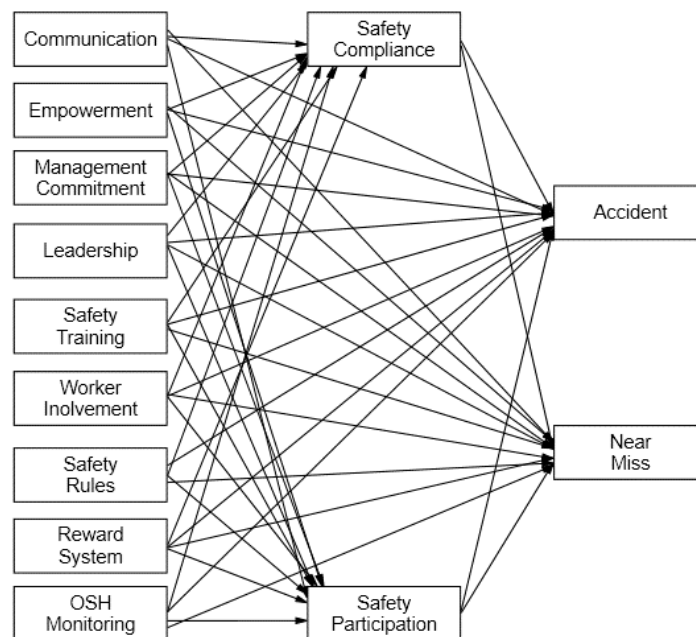 Communication
Empowerment
Management
Commitment
Leadership
Safety
Training
Worker
Inolvement
Safety
Rules
Reward
System
OSH
Monitoring
Safety
Compliance
Safety
Participation
Accident
Near
Miss